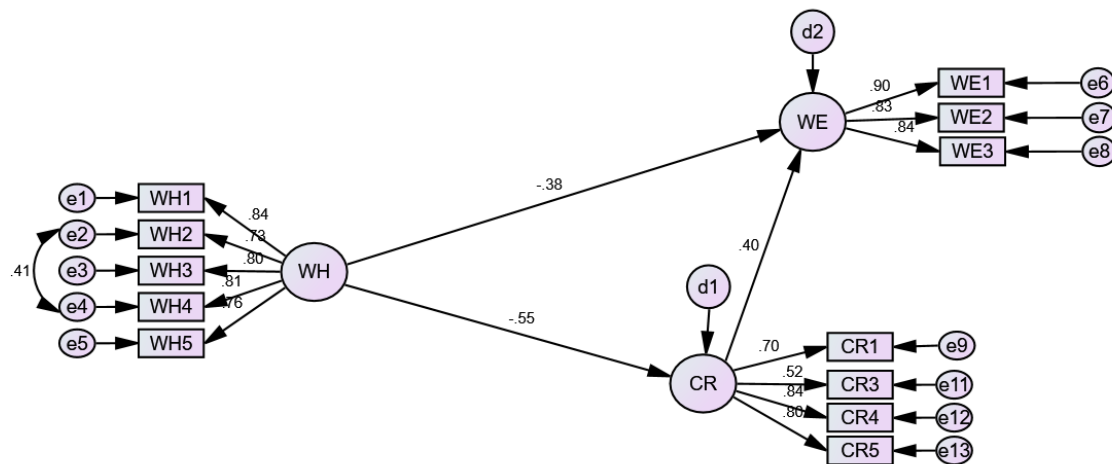 d2
WE
.90
WE1
e6
.83
WE2
e7
.84
WE3
e8
-.38
e1
WH1
.84
e2
WH2
.73
e3
WH3
.80
WH
.41
e4
WH4
.81
e5
WH5
.76
.40
d1
-.55
CR
.70
CR1
e9
.52
CR3
e11
.84
CR4
e12
.80
CR5
e13